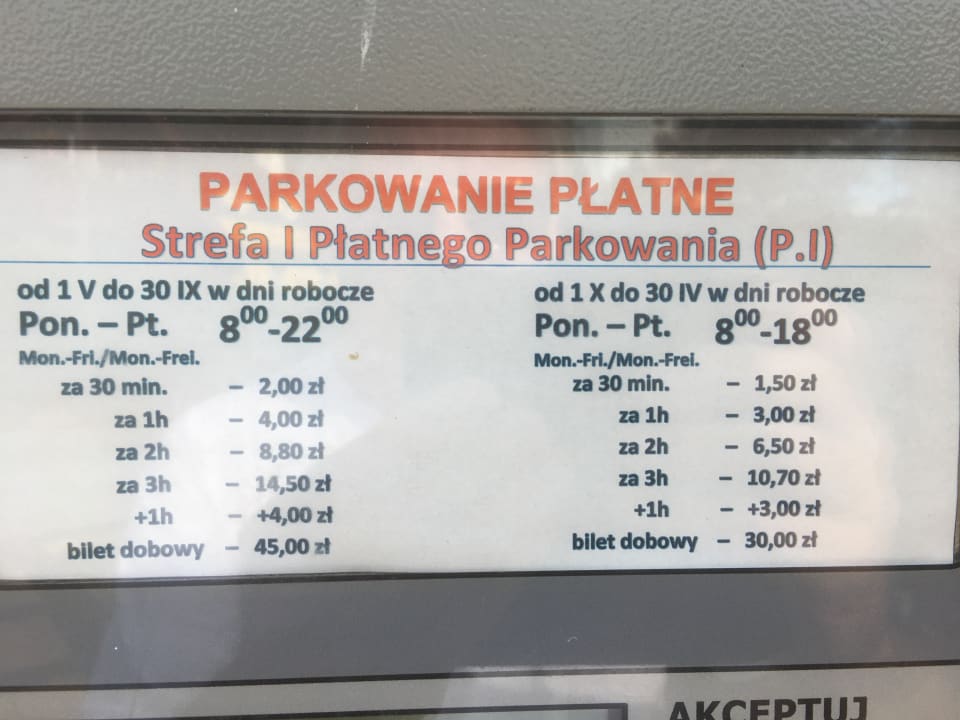 PARKOWANIE PŁATNE
Strefa I Płatnego Parkowania (P.I)
od 1 V do 30 IX w dni robocze
Pon. – Pt. 8⁰⁰-22⁰⁰
Mon.-Fri./Mon.-Frei.
za 30 min. – 2,00 zł
za 1h – 4,00 zł
za 2h – 8,80 zł
za 3h – 14,50 zł
+1h – +4,00 zł
bilet dobowy – 45,00 zł
od 1 X do 30 IV w dni robocze
Pon. – Pt. 8⁰⁰-18⁰⁰
Mon.-Fri./Mon.-Frei.
za 30 min. – 1,50 zł
za 1h – 3,00 zł
za 2h – 6,50 zł
za 3h – 10,70 zł
+1h – +3,00 zł
bilet dobowy – 30,00 zł
AKCEPTUJ